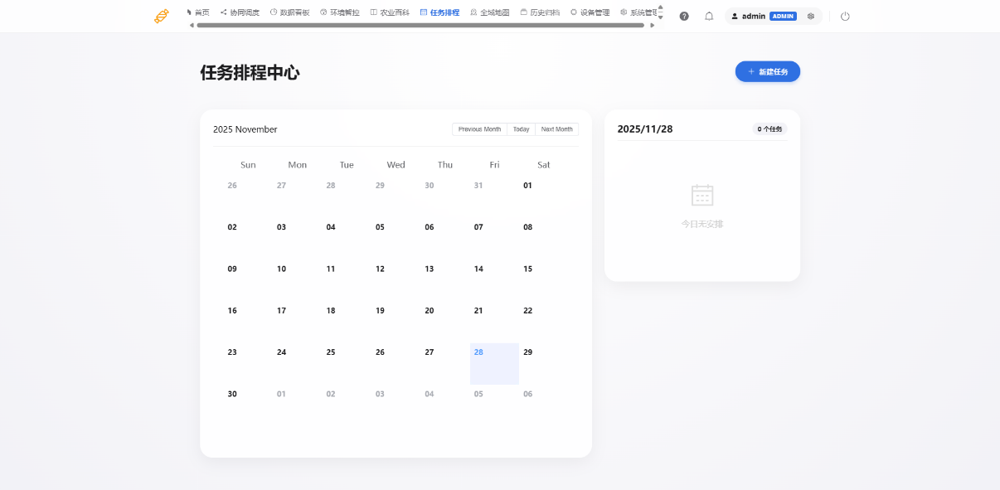 首页 协同调度 数据看板 环境智控 农业百科 任务排程 全域地图 历史归档 设备管理 系统管理 admin ADMIN
任务排程中心
新建任务
2025 November
Previous Month Today Next Month
Sun Mon Tue Wed Thu Fri Sat
26 27 28 29 30 31 01
02 03 04 05 06 07 08
09 10 11 12 13 14 15
16 17 18 19 20 21 22
23 24 25 26 27 28 29
30 01 02 03 04 05 06
2025/11/28
0 个任务
今日无安排